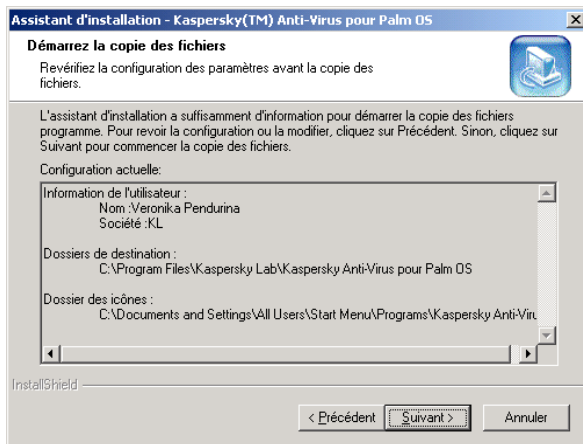 Assistant d'installation - Kaspersky(TM) Anti-Virus pour Palm OS
Démarrez la copie des fichiers
Revérifiez la configuration des paramètres avant la copie des
fichiers.
L'assistant d'installation a suffisamment d'information pour démarrer la copie des fichiers
programme. Pour revoir la configuration ou la modifier, cliquez sur Précédent. Sinon, cliquez sur
Suivant pour commencer la copie des fichiers.
Configuration actuelle:
Information de l'utilisateur :
Nom :Veronika Pendurina
Société :KL
Dossiers de destination :
C:\Program Files\Kaspersky Lab\Kaspersky Anti-Virus pour Palm OS
Dossier des icônes :
C:\Documents and Settings\All Users\Start Menu\Programs\Kaspersky Anti-Viru
InstallShield
< Précédent Suivant > Annuler